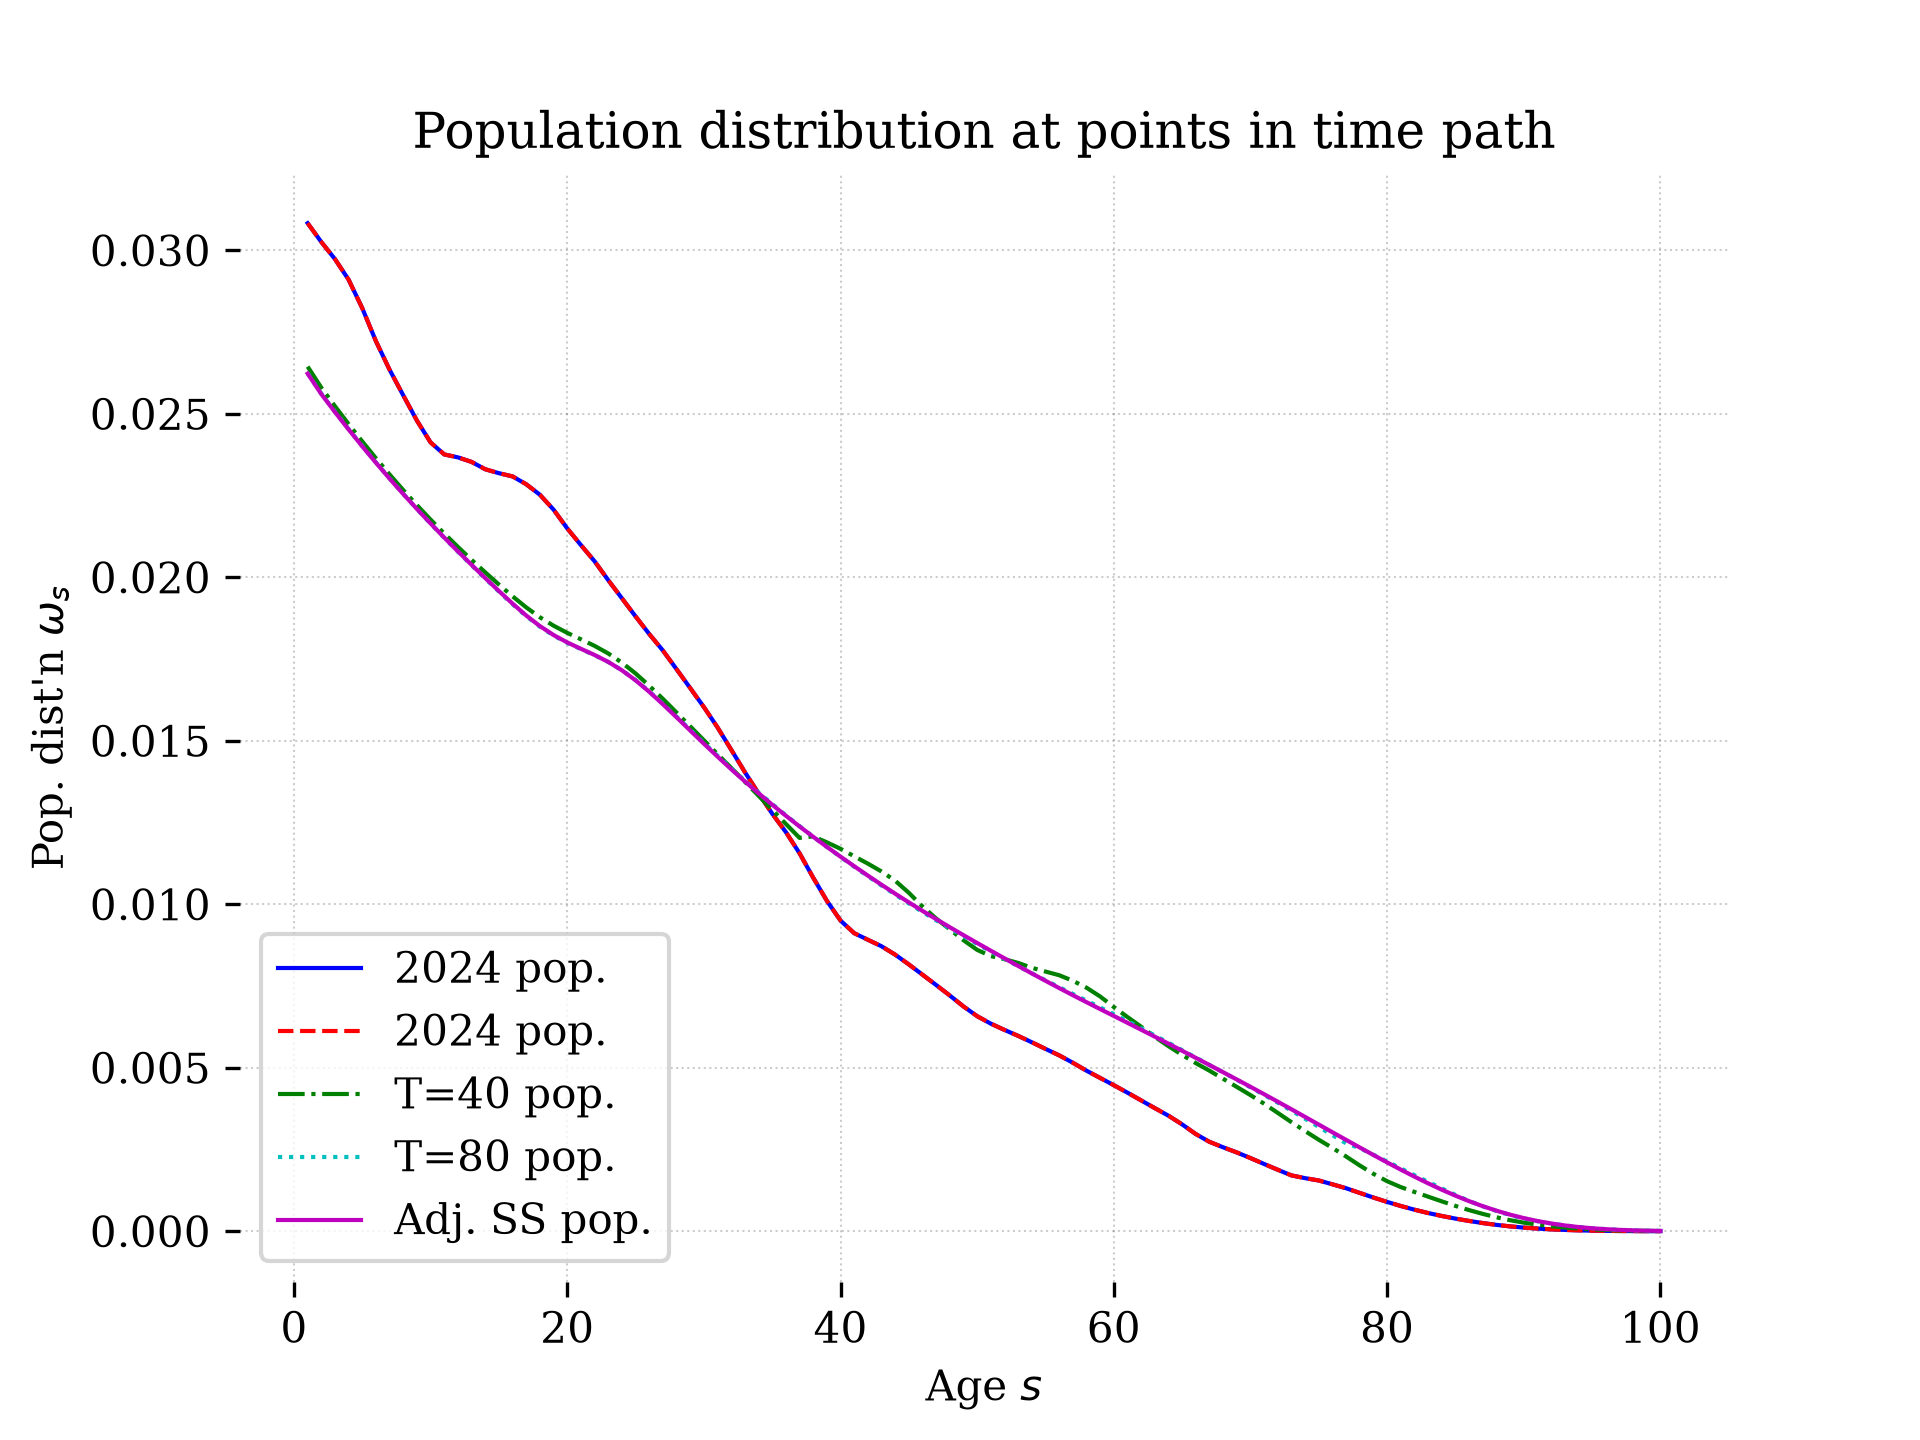 Population distribution at points in time path
Pop. dist'n ωₛ
0.030
0.025
0.020
0.015
0.010
0.005
0.000
2024 pop.
2024 pop.
T=40 pop.
T=80 pop.
Adj. SS pop.
0 20 40 60 80 100
Age s